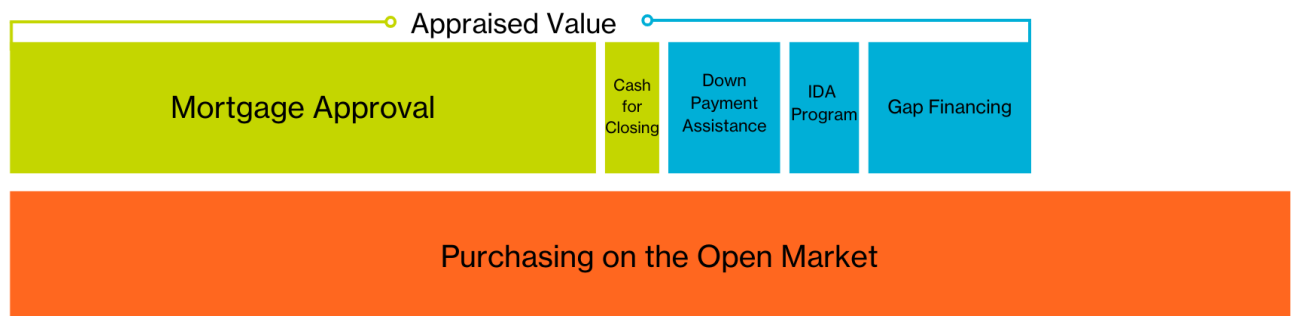 Appraised Value
Mortgage Approval
Cash
for
Closing
Down
Payment
Assistance
IDA
Program
Gap Financing
Purchasing on the Open Market